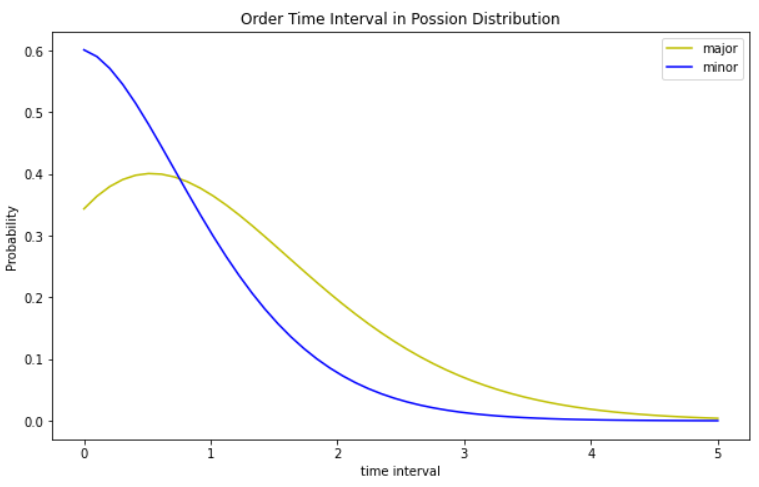 Order Time Interval in Possion Distribution
major
minor
0.6
0.5
0.4
0.3
0.2
0.1
0.0
Probability
0 1 2 3 4 5
time interval